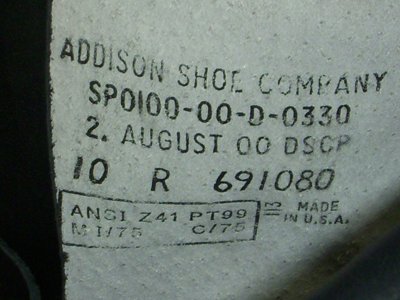 ADDISON SHOE COMPANY
SP0100-00-D-0330
2. AUGUST 00 DSCP
10 R 691080
ANSI Z41 PT99
M I/75 C/75
MADE
IN U.S.A.